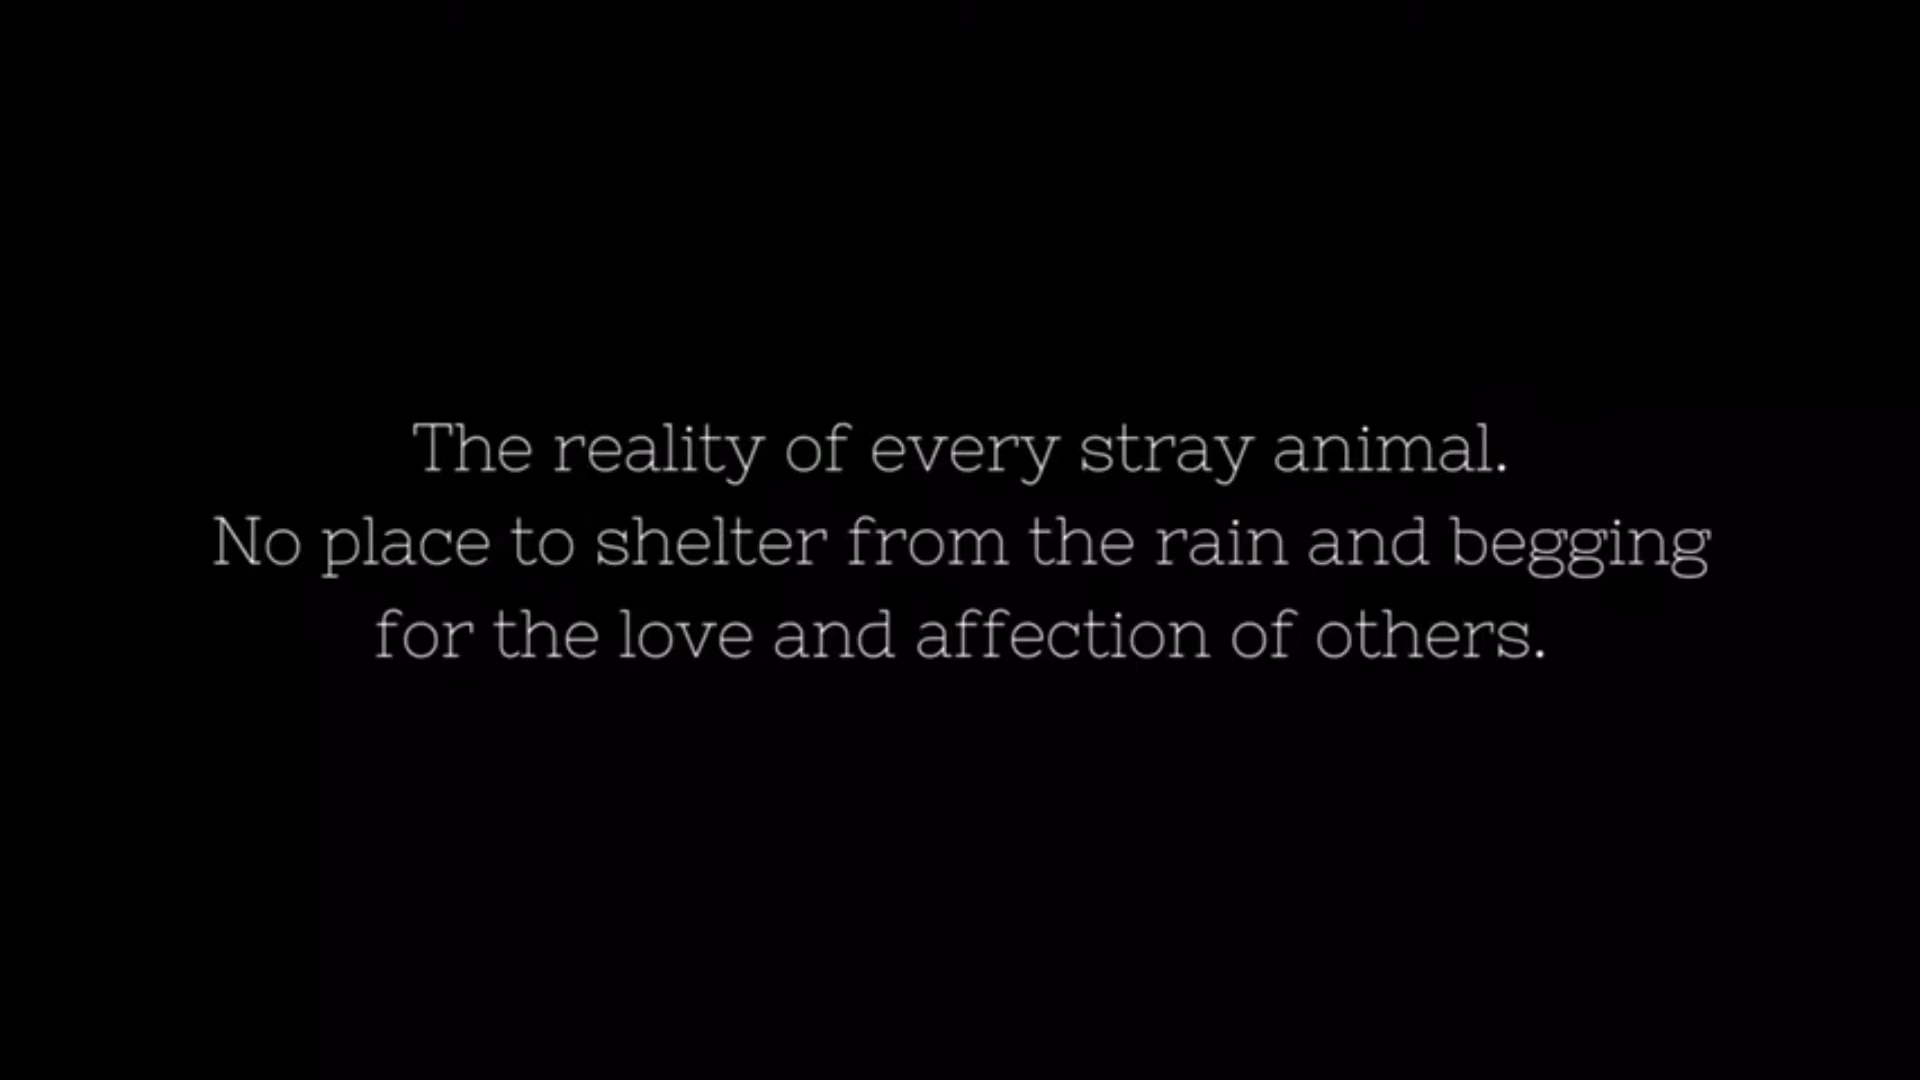 The reality of every stray animal.
No place to shelter from the rain and begging
for the love and affection of others.